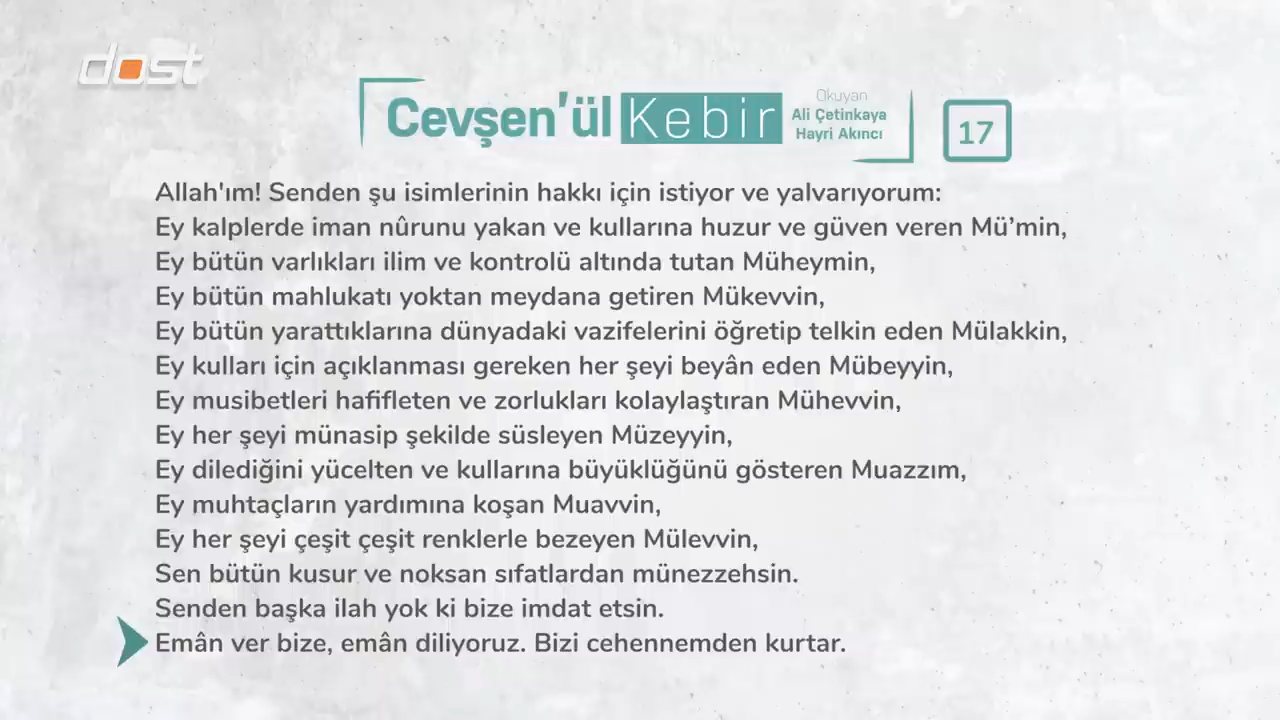 dost
Cevşen'ül Kebir
Okuyan
Ali Çetinkaya
Hayri Akıncı
17
Allah'ım! Senden şu isimlerinin hakkı için istiyor ve yalvarıyorum:
Ey kalplerde iman nûrunu yakan ve kullarına huzur ve güven veren Mü’min,
Ey bütün varlıkları ilim ve kontrolü altında tutan Müheymin,
Ey bütün mahlukatı yoktan meydana getiren Mükevvin,
Ey bütün yarattıklarına dünyadaki vazifelerini öğretip telkin eden Mülakkin,
Ey kulları için açıklanması gereken her şeyi beyân eden Mübeyyin,
Ey musibetleri hafifleten ve zorlukları kolaylaştıran Mühevvin,
Ey her şeyi münasip şekilde süsleyen Müzeyyin,
Ey dilediğini yücelten ve kullarına büyüklüğünü gösteren Muazzım,
Ey muhtaçların yardımına koşan Muavvin,
Ey her şeyi çeşit çeşit renklerle bezeyen Mülevvin,
Sen bütün kusur ve noksan sıfatlardan münezzehsin.
Senden başka ilah yok ki bize imdat etsin.
Emân ver bize, emân diliyoruz. Bizi cehennemden kurtar.